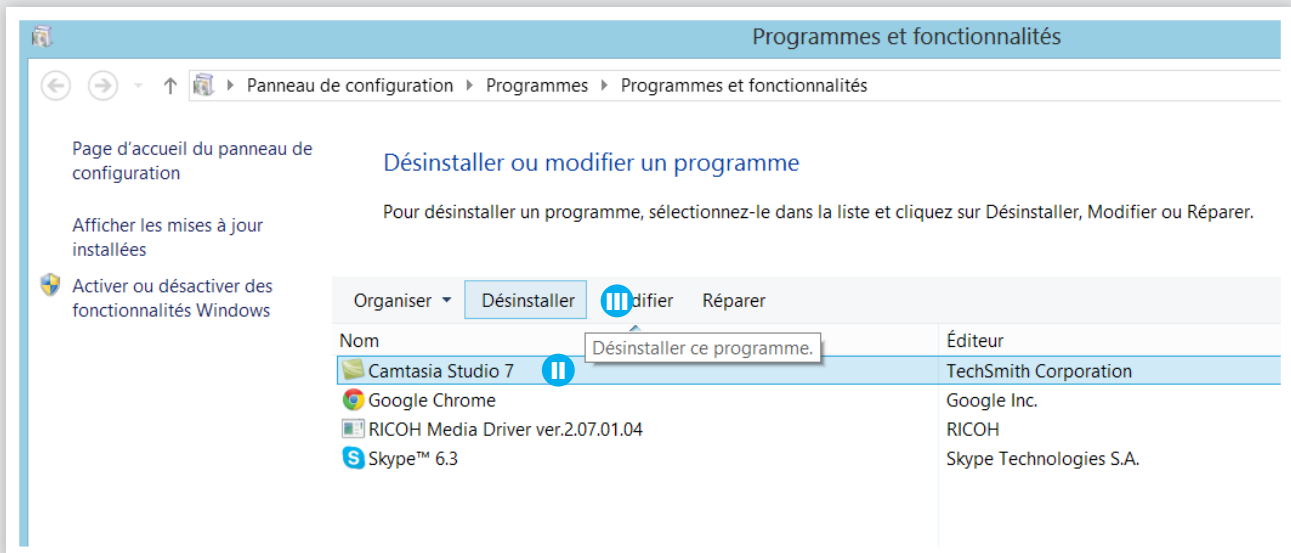 Programmes et fonctionnalités
Panneau de configuration Programmes Programmes et fonctionnalités
Page d'accueil du panneau de
configuration
Afficher les mises à jour
installées
Activer ou désactiver des
fonctionnalités Windows
Désinstaller ou modifier un programme
Pour désinstaller un programme, sélectionnez-le dans la liste et cliquez sur Désinstaller, Modifier ou Réparer.
Organiser Désinstaller III difier Réparer
Désinstaller ce programme.
Nom Éditeur
Camtasia Studio 7 II TechSmith Corporation
Google Chrome Google Inc.
RICOH Media Driver ver.2.07.01.04 RICOH
Skype™ 6.3 Skype Technologies S.A.